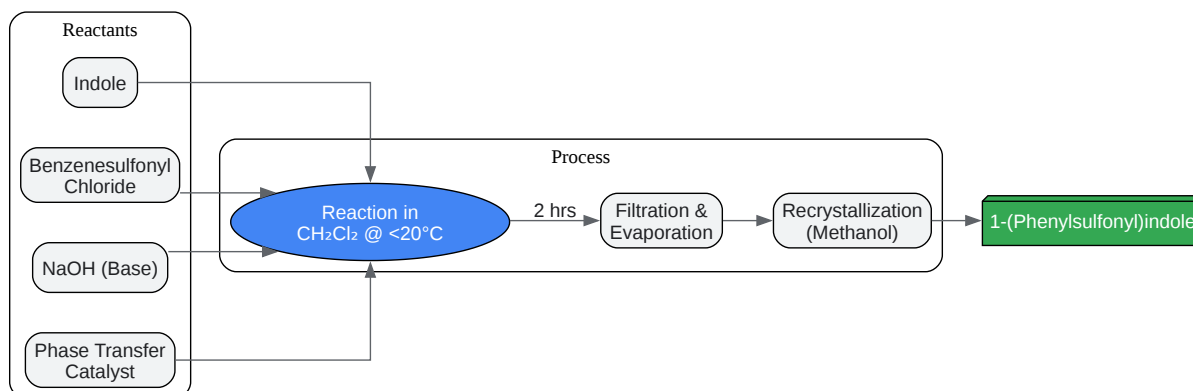 Reactants
Indole
Benzenesulfonyl
Chloride
NaOH (Base)
Phase Transfer
Catalyst
Process
Reaction in
CH₂Cl₂ @ <20°C
2 hrs
Filtration &
Evaporation
Recrystallization
(Methanol)
1-(Phenylsulfonyl)indole